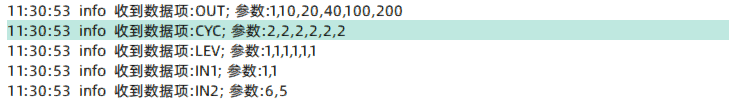 11:30:53 info 收到数据项:OUT; 参数:1,10,20,40,100,200
11:30:53 info 收到数据项:CYC; 参数:2,2,2,2,2,2
11:30:53 info 收到数据项:LEV; 参数:1,1,1,1,1,1
11:30:53 info 收到数据项:IN1; 参数:1,1
11:30:53 info 收到数据项:IN2; 参数:6,5